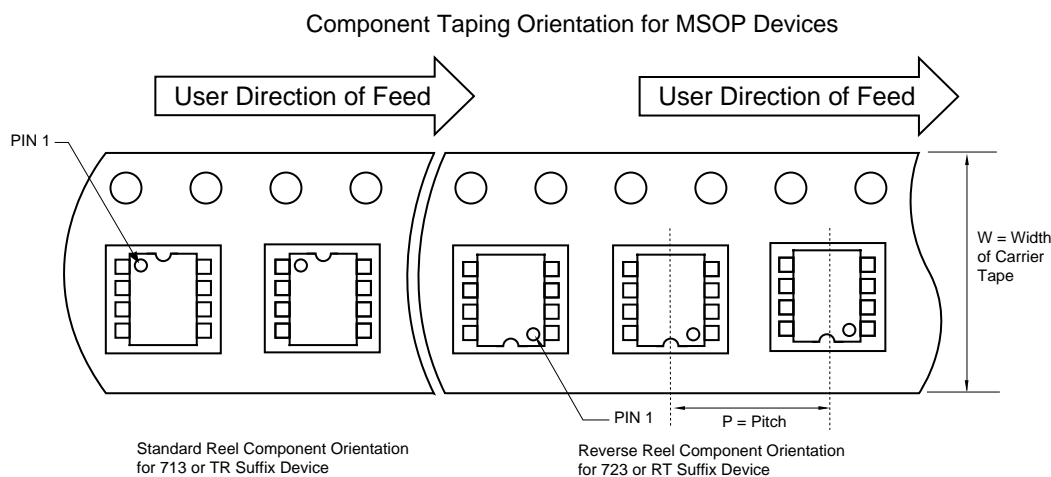 Component Taping Orientation for MSOP Devices
User Direction of Feed
User Direction of Feed
PIN 1
W = Width
of Carrier
Tape
PIN 1
P = Pitch
Standard Reel Component Orientation
for 713 or TR Suffix Device
Reverse Reel Component Orientation
for 723 or RT Suffix Device